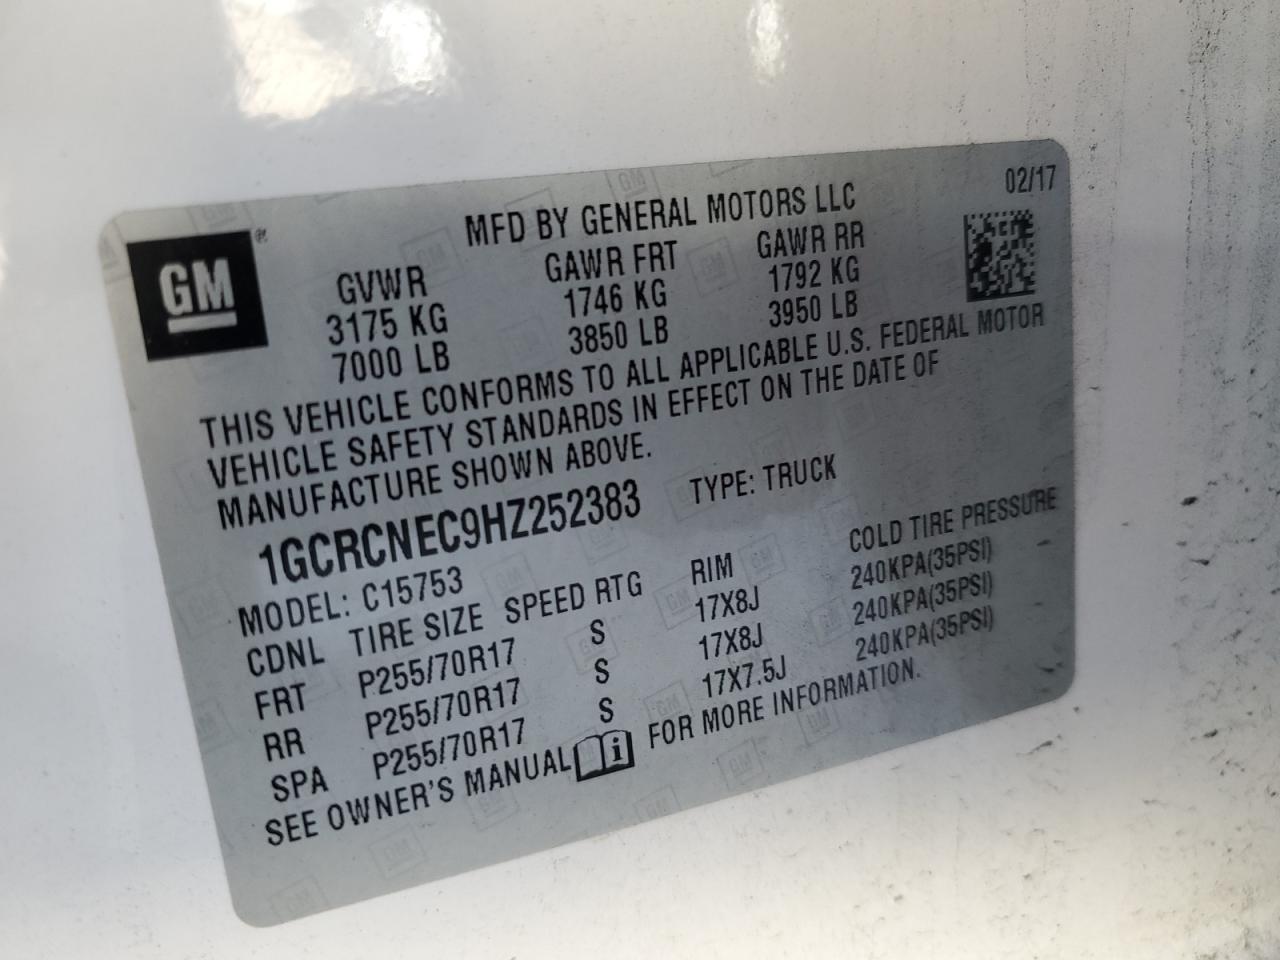 MFD BY GENERAL MOTORS LLC 02/17
GM ®
GVWR GAWR FRT GAWR RR
3175 KG 1746 KG 1792 KG
7000 LB 3850 LB 3950 LB
THIS VEHICLE CONFORMS TO ALL APPLICABLE U.S. FEDERAL MOTOR
VEHICLE SAFETY STANDARDS IN EFFECT ON THE DATE OF
MANUFACTURE SHOWN ABOVE.
1GCRCNEC9HZ252383 TYPE: TRUCK
MODEL: C15753
CDNL TIRE SIZE SPEED RTG RIM COLD TIRE PRESSURE
FRT P255/70R17 S 17X8J 240KPA(35PSI)
RR P255/70R17 S 17X8J 240KPA(35PSI)
SPA P255/70R17 S 17X7.5J 240KPA(35PSI)
SEE OWNER'S MANUAL i FOR MORE INFORMATION.